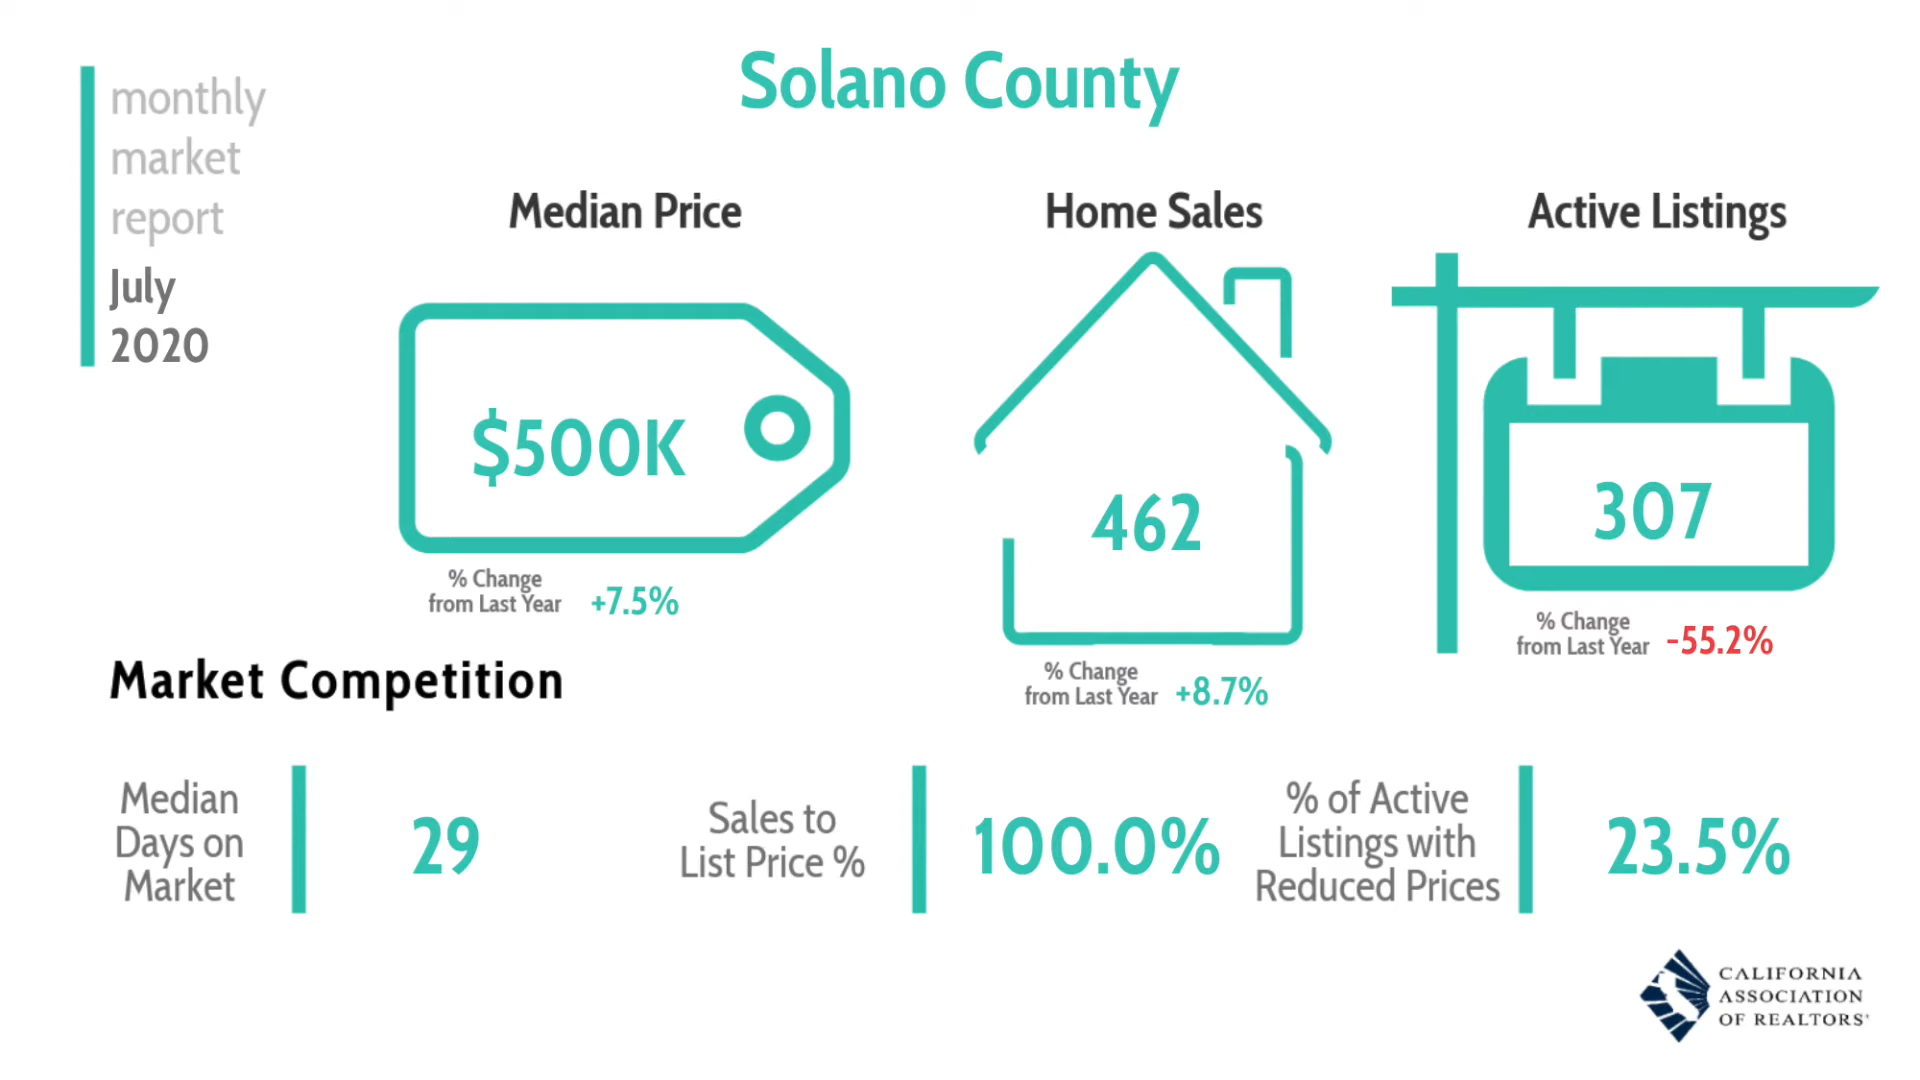 monthly
market
report
July
2020
Solano County
Median Price
$500K
% Change
from Last Year
+7.5%
Home Sales
462
% Change
from Last Year
+8.7%
Active Listings
307
% Change
from Last Year
-55.2%
Market Competition
Median
Days on
Market
29
Sales to
List Price %
100.0%
% of Active
Listings with
Reduced Prices
23.5%
CALIFORNIA
ASSOCIATION
OF REALTORS®